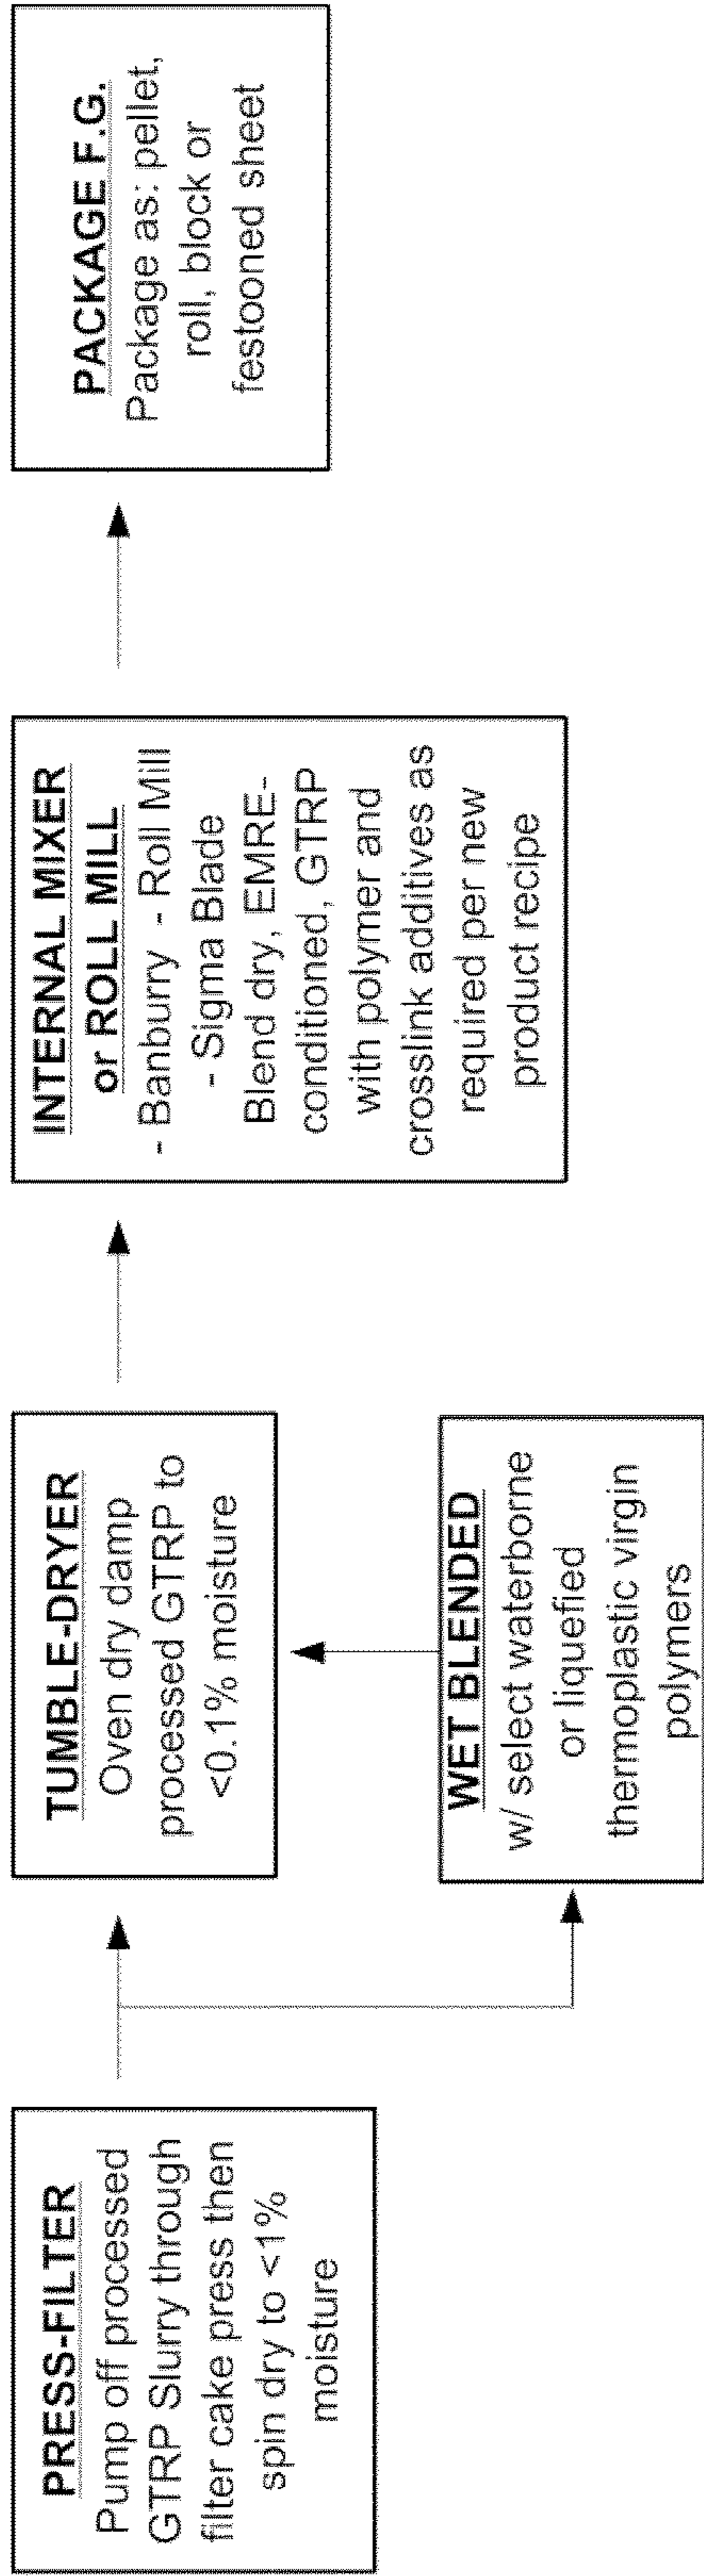 PRESS-FILTER
Pump off processed
GTRP Slurry through
filter cake press then
spin dry to <1%
moisture
TUMBLE-DRYER
Oven dry damp
processed GTRP to
<0.1% moisture
WET BLENDED
w/ select waterborne
or liquefied
thermoplastic virgin
polymers
INTERNAL MIXER
or ROLL MILL
- Banburry - Roll Mill
- Sigma Blade
Blend dry, EMRE-
conditioned, GTRP
with polymer and
crosslink additives as
required per new
product recipe
PACKAGE F.G.
Package as: pellet,
roll, block or
festooned sheet